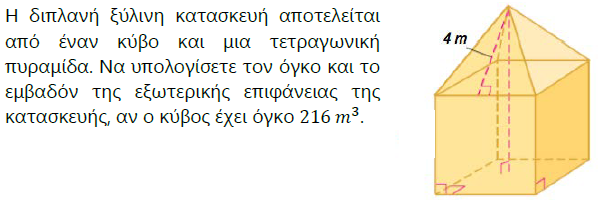 Η διπλανή ξύλινη κατασκευή αποτελείται
από έναν κύβο και μια τετραγωνική
πυραμίδα. Να υπολογίσετε τον όγκο και το
εμβαδόν της εξωτερικής επιφάνειας της
κατασκευής, αν ο κύβος έχει όγκο 216 m³.
4 m